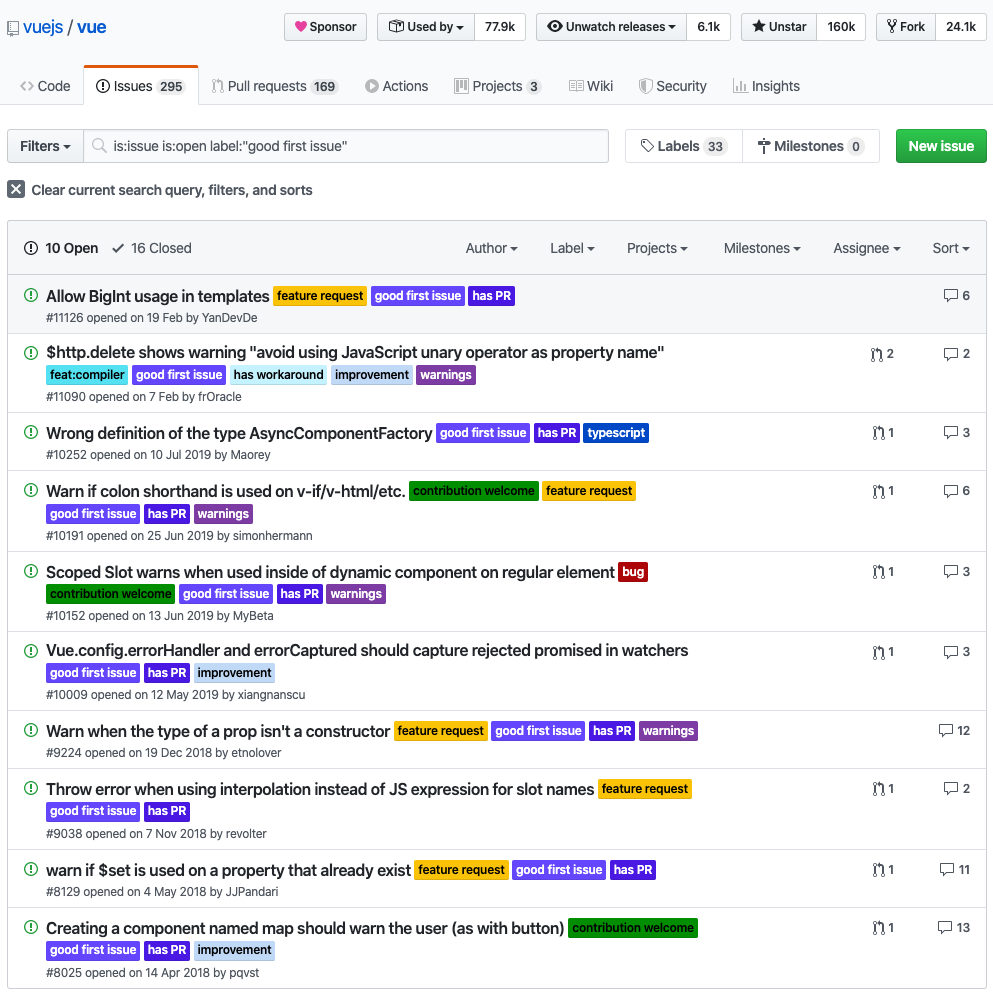 vuejs / vue Sponsor Used by 77.9k Unwatch releases 6.1k Unstar 160k Fork 24.1k
Code Issues 295 Pull requests 169 Actions Projects 3 Wiki Security Insights
Filters is:issue is:open label:"good first issue" Labels 33 Milestones 0 New issue
Clear current search query, filters, and sorts
10 Open 16 Closed Author Label Projects Milestones Assignee Sort
Allow BigInt usage in templates feature request good first issue has PR 6
#11126 opened on 19 Feb by YanDevDe
$http.delete shows warning "avoid using JavaScript unary operator as property name" 2 2
feat:compiler good first issue has workaround improvement warnings
#11090 opened on 7 Feb by frOracle
Wrong definition of the type AsyncComponentFactory good first issue has PR typescript 1 3
#10252 opened on 10 Jul 2019 by Maorey
Warn if colon shorthand is used on v-if/v-html/etc. contribution welcome feature request 1 6
good first issue has PR warnings
#10191 opened on 25 Jun 2019 by simonhermann
Scoped Slot warns when used inside of dynamic component on regular element bug 1 3
contribution welcome good first issue has PR warnings
#10152 opened on 13 Jun 2019 by MyBeta
Vue.config.errorHandler and errorCaptured should capture rejected promised in watchers 1 3
good first issue has PR improvement
#10009 opened on 12 May 2019 by xiangnanscu
Warn when the type of a prop isn't a constructor feature request good first issue has PR warnings 12
#9224 opened on 19 Dec 2018 by etnolover
Throw error when using interpolation instead of JS expression for slot names feature request 1 2
good first issue has PR
#9038 opened on 7 Nov 2018 by revolter
warn if $set is used on a property that already exist feature request good first issue has PR 1 11
#8129 opened on 4 May 2018 by JJPandari
Creating a component named map should warn the user (as with button) contribution welcome 1 13
good first issue has PR improvement
#8025 opened on 14 Apr 2018 by pqvst